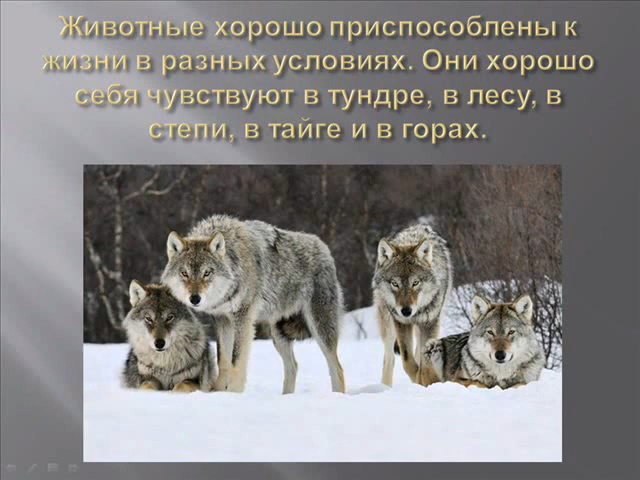 Животные хорошо приспособлены к
жизни в разных условиях. Они хорошо
себя чувствуют в тундре, в лесу, в
степи, в тайге и в горах.